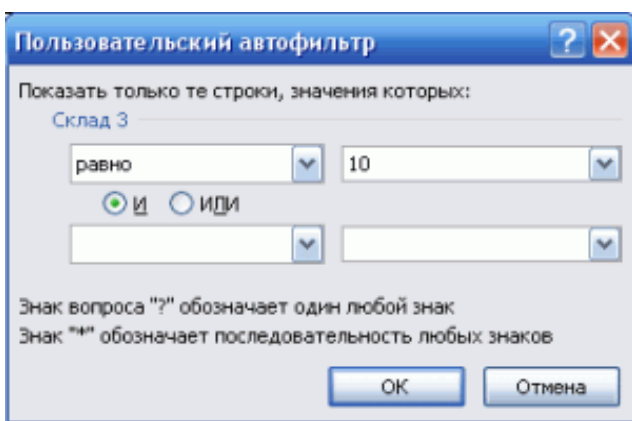 Пользовательский автофильтр
Показать только те строки, значения которых:
Склад 3
равно 10
И ИЛИ
Знак вопроса "?" обозначает один любой знак
Знак "*" обозначает последовательность любых знаков
ОК Отмена